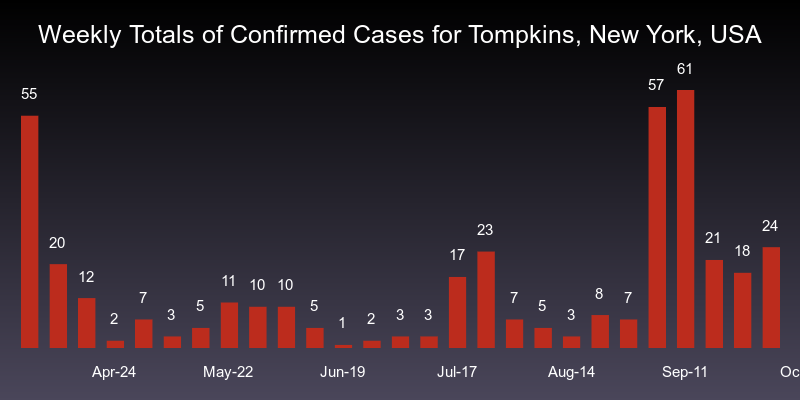 Weekly Totals of Confirmed Cases for Tompkins, New York, USA
55 20 12 2 7 3 5 11 10 10 5 1 2 3 3 17 23 7 5 3 8 7 57 61 21 18 24
Apr-24 May-22 Jun-19 Jul-17 Aug-14 Sep-11 Oc